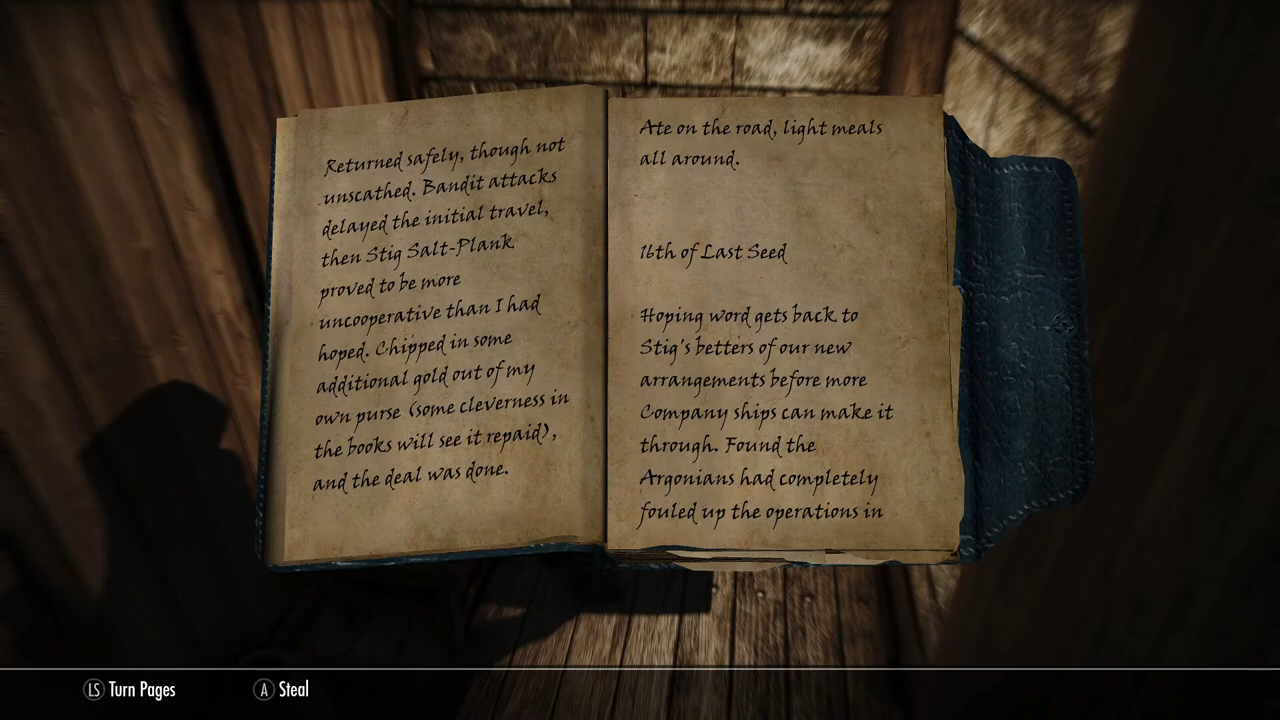 Returned safely, though not
unscathed. Bandit attacks
delayed the initial travel,
then Stig Salt-Plank
proved to be more
uncooperative than I had
hoped. Chipped in some
additional gold out of my
own purse (some cleverness in
the books will see it repaid),
and the deal was done.
Ate on the road, light meals
all around.
16th of Last Seed
Hoping word gets back to
Stig's betters of our new
arrangements before more
Company ships can make it
through. Found the
Argonians had completely
fouled up the operations in
LS Turn Pages
A Steal